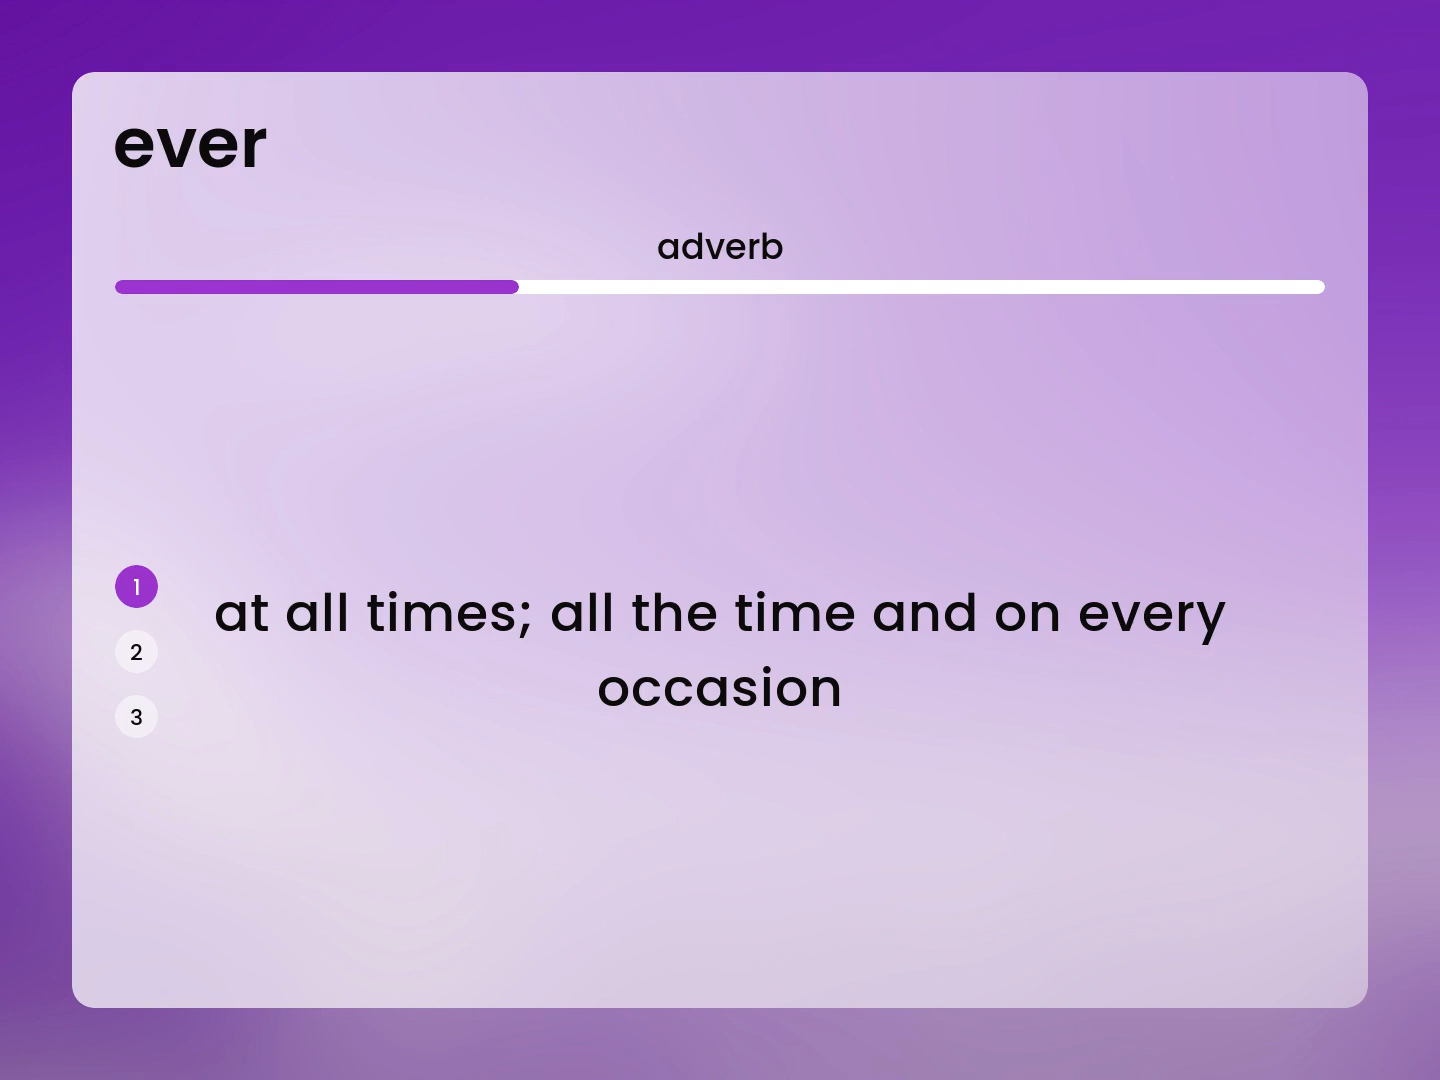 ever
adverb
1
2
3
at all times; all the time and on every
occasion